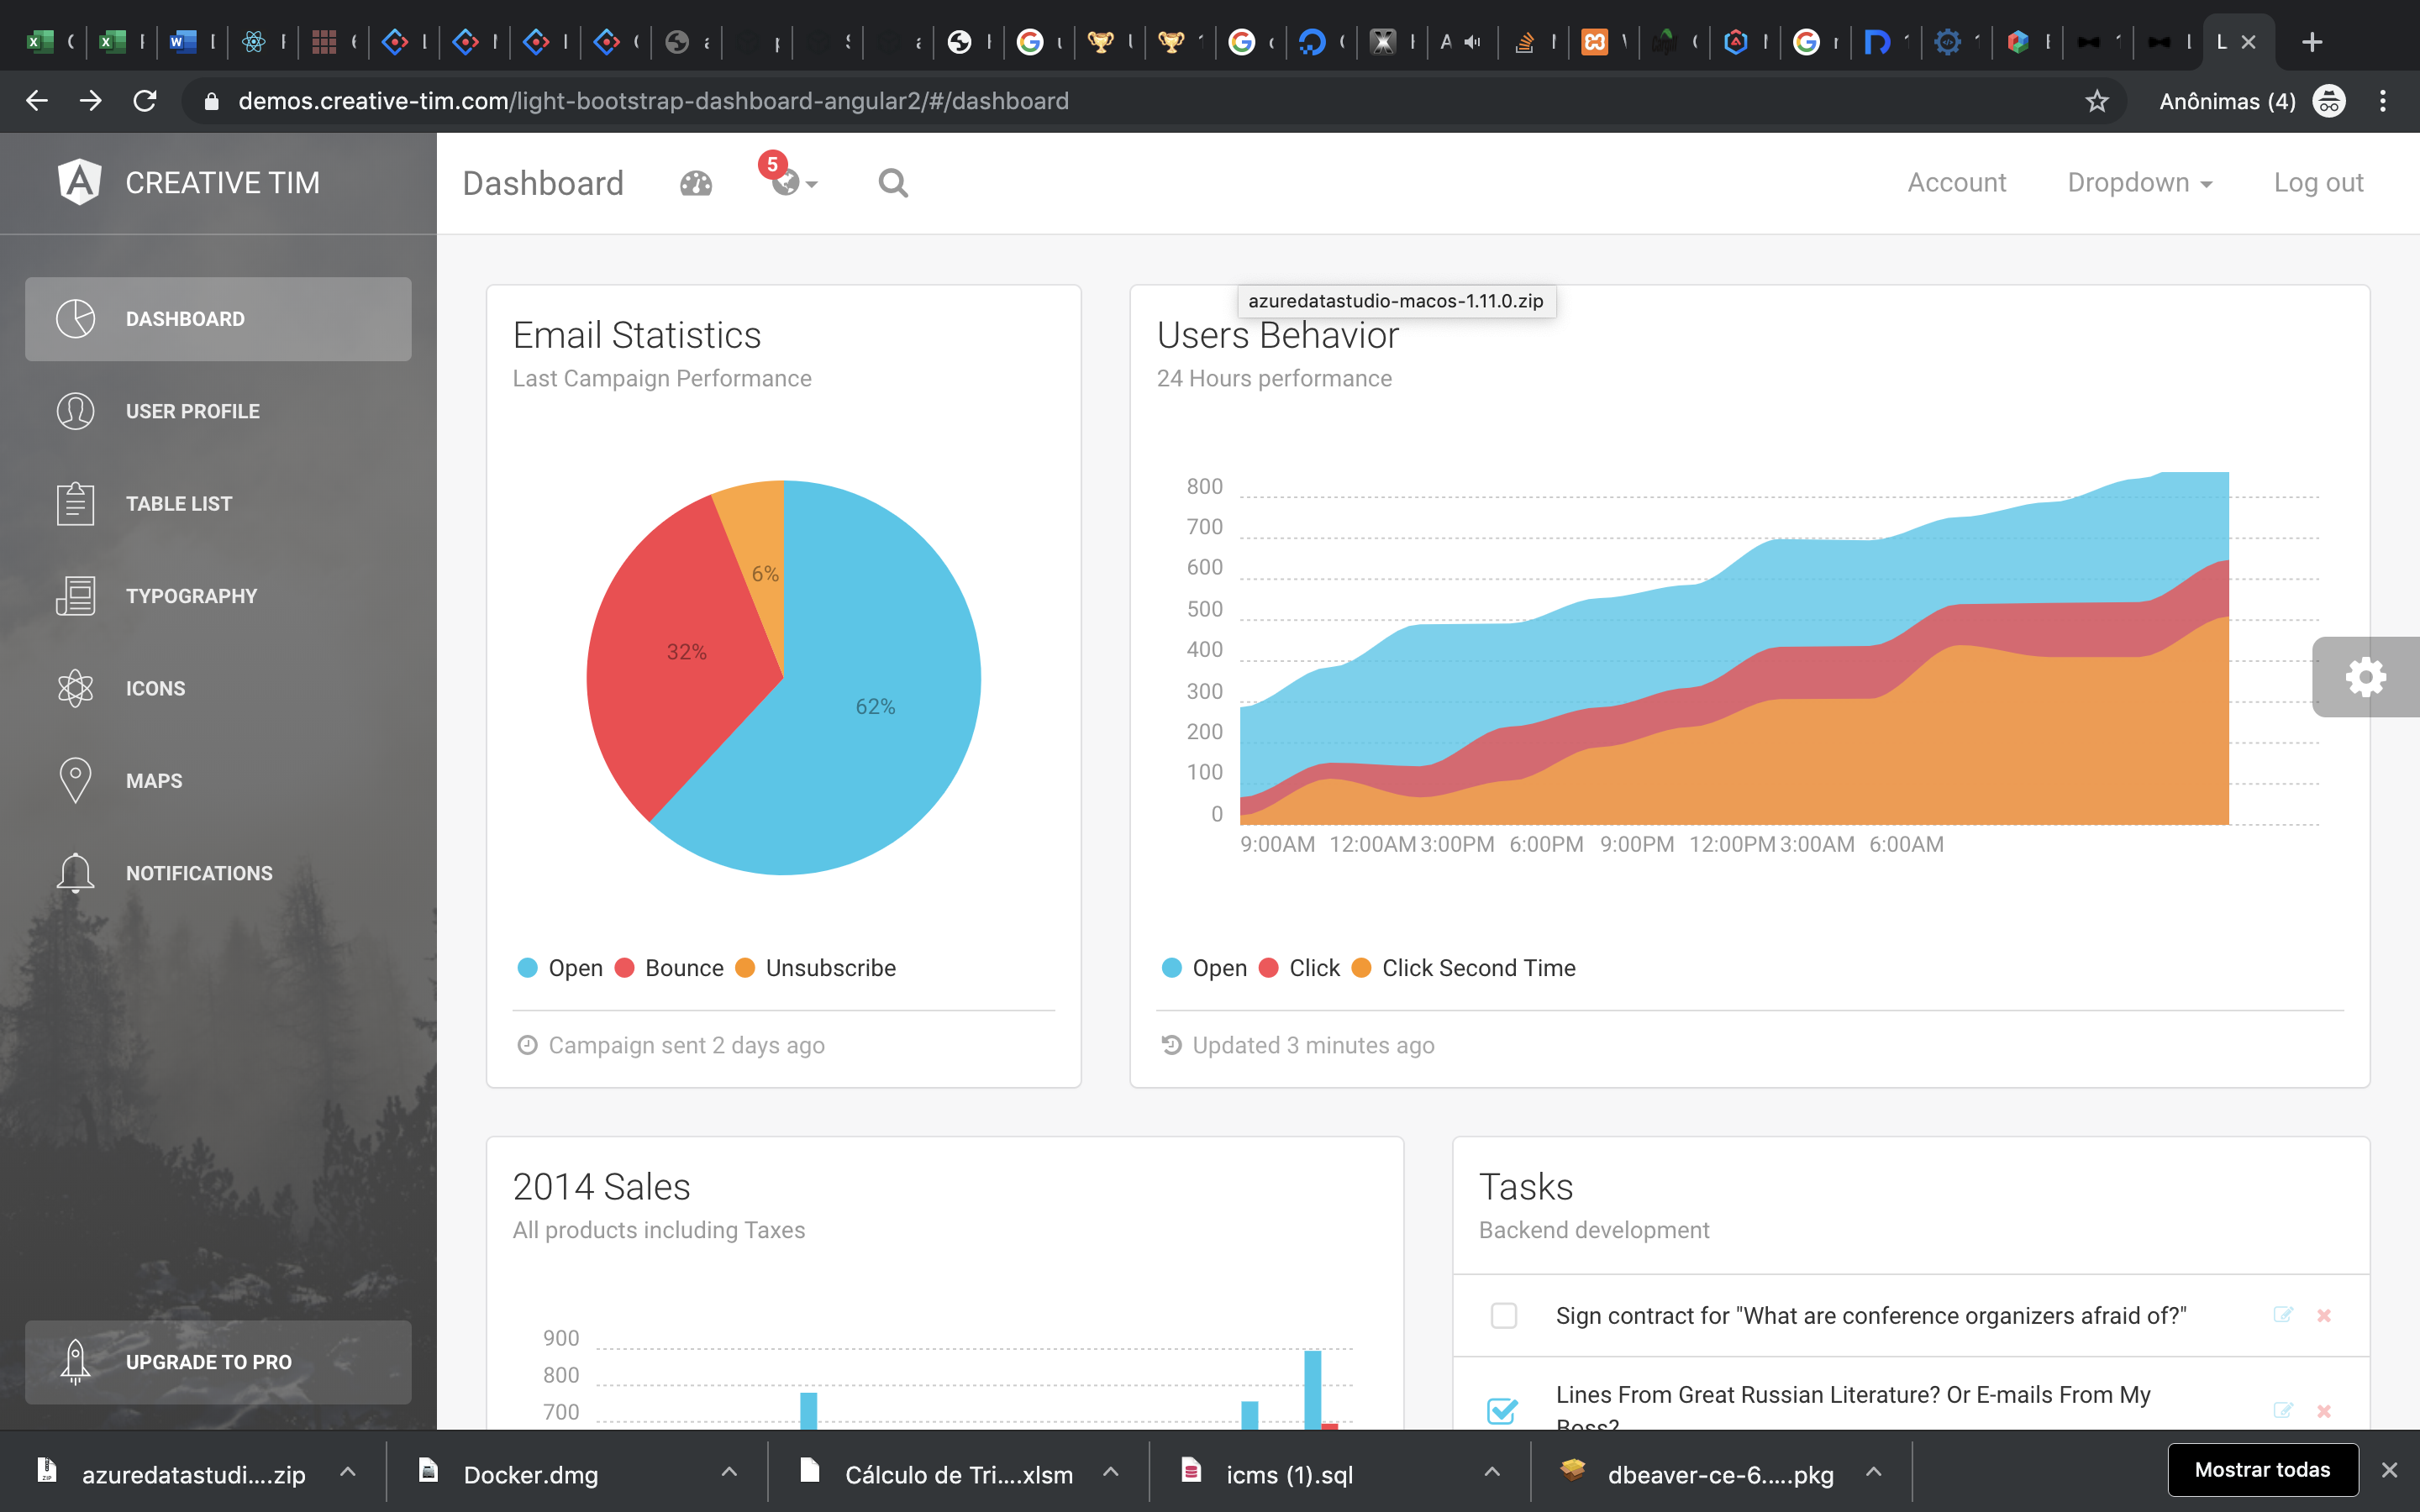 demos.creative-tim.com/light-bootstrap-dashboard-angular2/#/dashboard
Anônimas (4)
CREATIVE TIM
Dashboard
5
Account
Dropdown
Log out
DASHBOARD
USER PROFILE
TABLE LIST
TYPOGRAPHY
ICONS
MAPS
NOTIFICATIONS
UPGRADE TO PRO
Email Statistics
Last Campaign Performance
6%
32%
62%
Open Bounce Unsubscribe
Campaign sent 2 days ago
azuredatastudio-macos-1.11.0.zip
Users Behavior
24 Hours performance
800
700
600
500
400
300
200
100
0
9:00AM 12:00AM 3:00PM 6:00PM 9:00PM 12:00PM 3:00AM 6:00AM
Open Click Click Second Time
Updated 3 minutes ago
2014 Sales
All products including Taxes
900
800
700
Tasks
Backend development
Sign contract for "What are conference organizers afraid of?"
Lines From Great Russian Literature? Or E-mails From My
Boss?
azuredatastudi....zip
Docker.dmg
Cálculo de Tri....xlsm
icms (1).sql
dbeaver-ce-6.....pkg
Mostrar todas